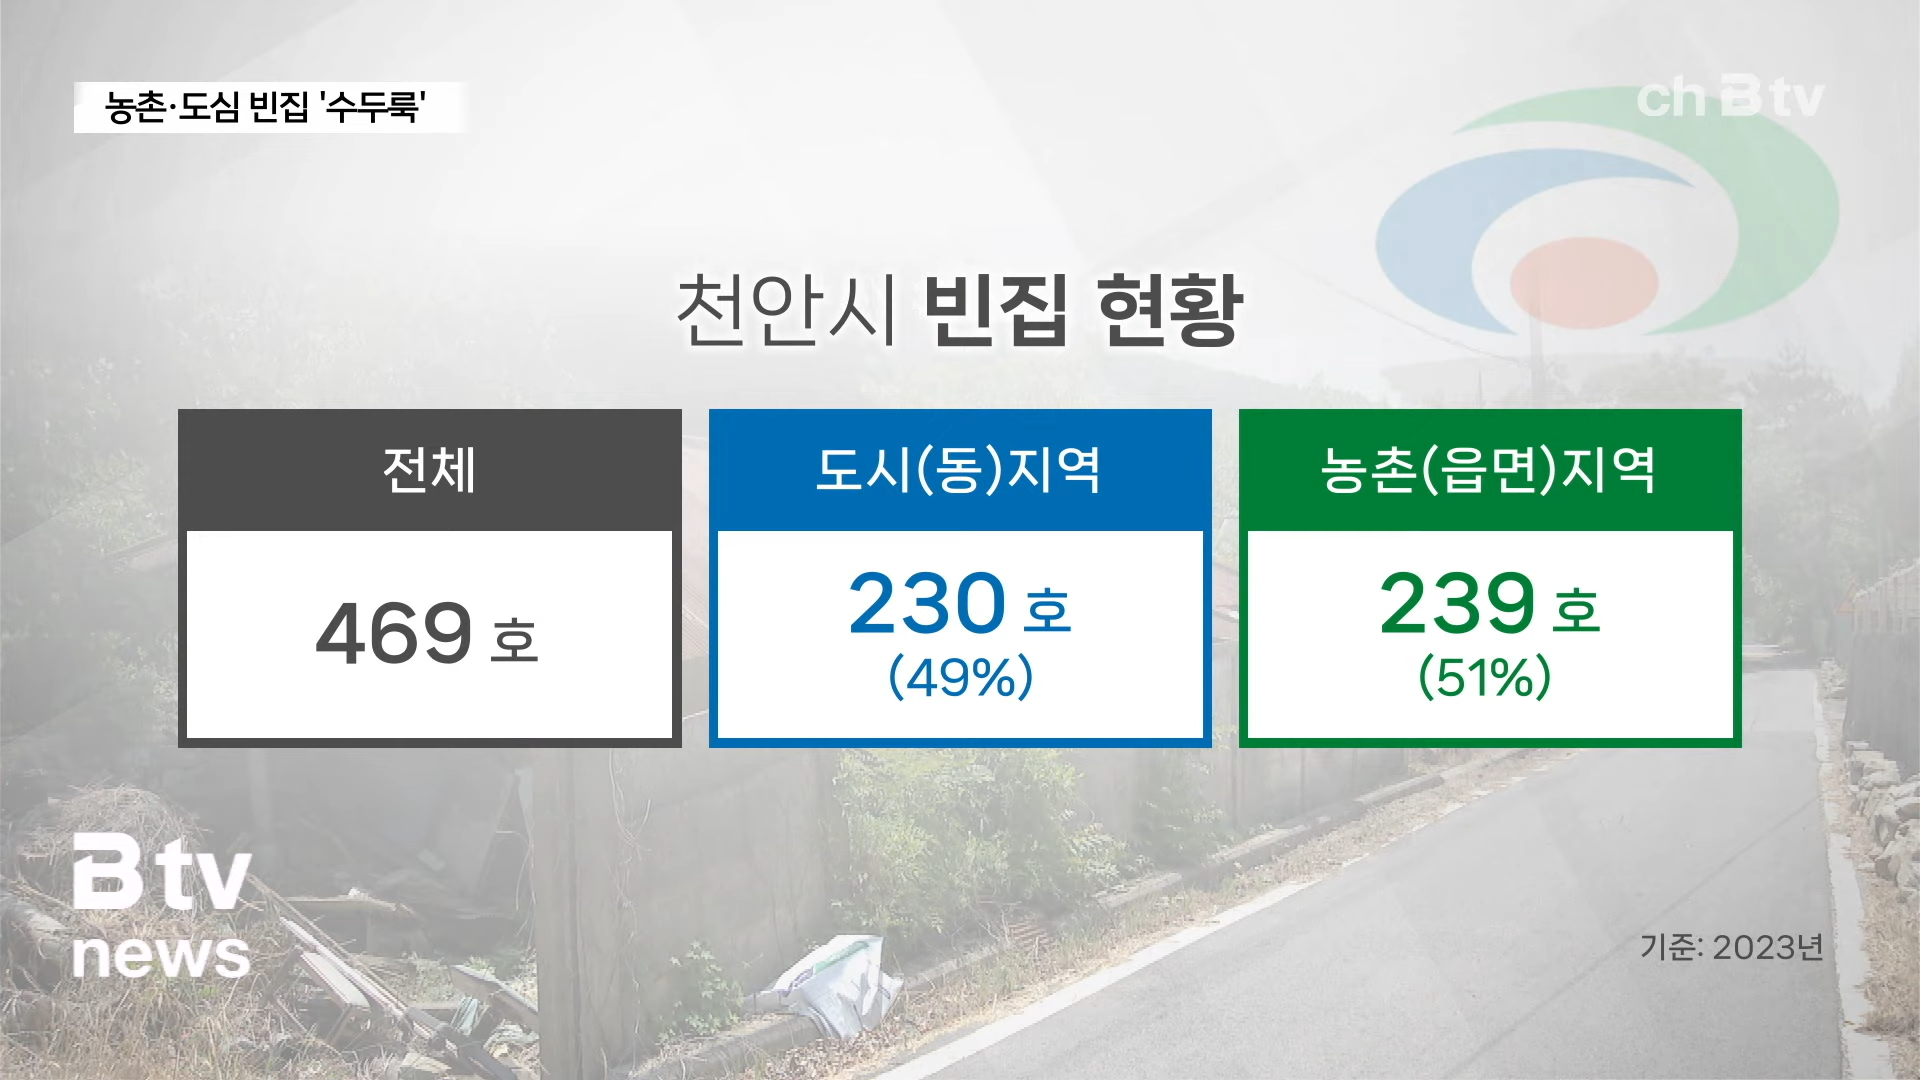 농촌·도심 빈집 '수두룩'
ch B tv
천안시 빈집 현황
전체
도시(동)지역
농촌(읍면)지역
469 호
230 호
(49%)
239 호
(51%)
B tv
news
기준: 2023년